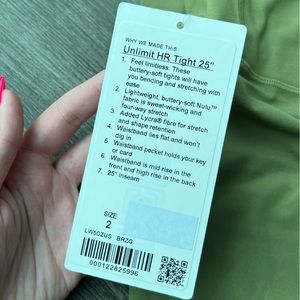 WHY WE MADE THIS
Unlimit HR Tight 25"
1. Feel limitless. These
buttery-soft tights will have
you bending and stretching with
ease
2. Lightweight, buttery-soft Nulu™
fabric is sweat-wicking and
four-way stretch
3. Added Lycra® fibre for stretch
and shape retention
4. Waistband lies flat and won't
dig in
5. Waistband pocket holds your key
or card
6. Waistband is mid rise in the
front and high rise in the back
7. 25" inseam
SIZE
2
LW5CZUS BRZG
000122825996